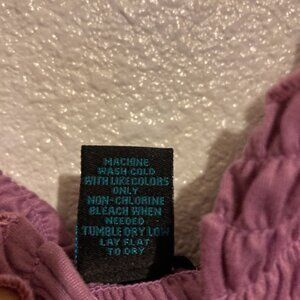 MACHINE
WASH COLD
WITH LIKE COLORS
ONLY
NON-CHLORINE
BLEACH WHEN
NEEDED
TUMBLE DRY LOW
LAY FLAT
TO DRY